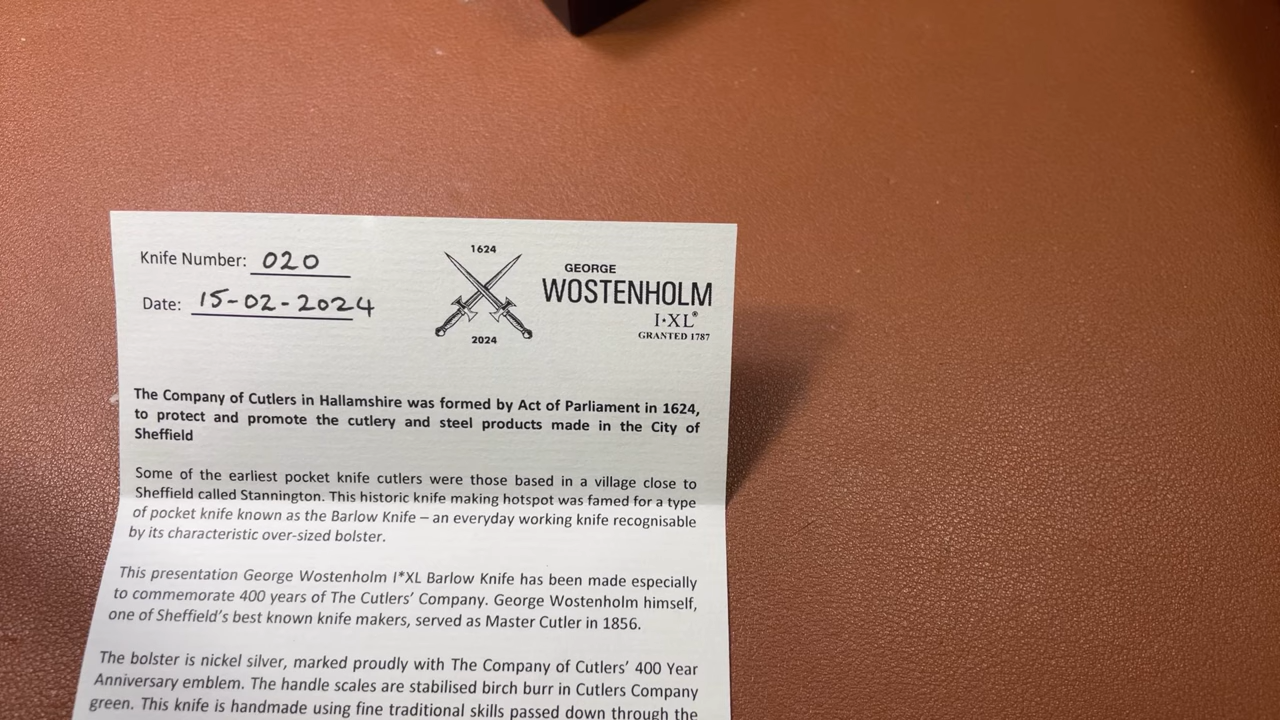 Knife Number: 020
Date: 15-02-2024
1624
2024
GEORGE
WOSTENHOLM
I·XL®
GRANTED 1787
The Company of Cutlers in Hallamshire was formed by Act of Parliament in 1624,
to protect and promote the cutlery and steel products made in the City of
Sheffield
Some of the earliest pocket knife cutlers were those based in a village close to
Sheffield called Stannington. This historic knife making hotspot was famed for a type
of pocket knife known as the Barlow Knife – an everyday working knife recognisable
by its characteristic over-sized bolster.
This presentation George Wostenholm I*XL Barlow Knife has been made especially
to commemorate 400 years of The Cutlers’ Company. George Wostenholm himself,
one of Sheffield’s best known knife makers, served as Master Cutler in 1856.
The bolster is nickel silver, marked proudly with The Company of Cutlers’ 400 Year
Anniversary emblem. The handle scales are stabilised birch burr in Cutlers Company
green. This knife is handmade using fine traditional skills passed down through the